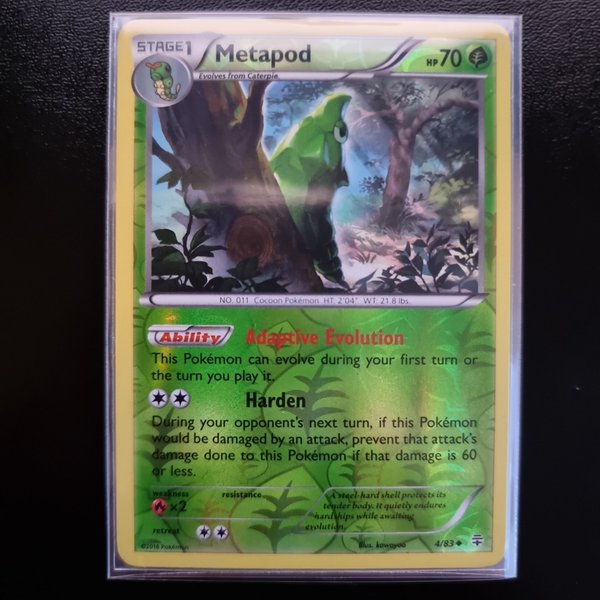 STAGE1
Metapod
HP 70
Evolves from Caterpie
NO. 011 Cocoon Pokémon HT: 2'04" WT: 21.8 lbs.
Ability Adaptive Evolution
This Pokémon can evolve during your first turn or
the turn you play it.
Harden
During your opponent's next turn, if this Pokémon
would be damaged by an attack, prevent that attack's
damage done to this Pokémon if that damage is 60
or less.
weakness resistance
×2
retreat
A steel-hard shell protects its
tender body. It quietly endures
hardships while awaiting
evolution.
©2016 Pokémon
Illus. kawayoo
4/83